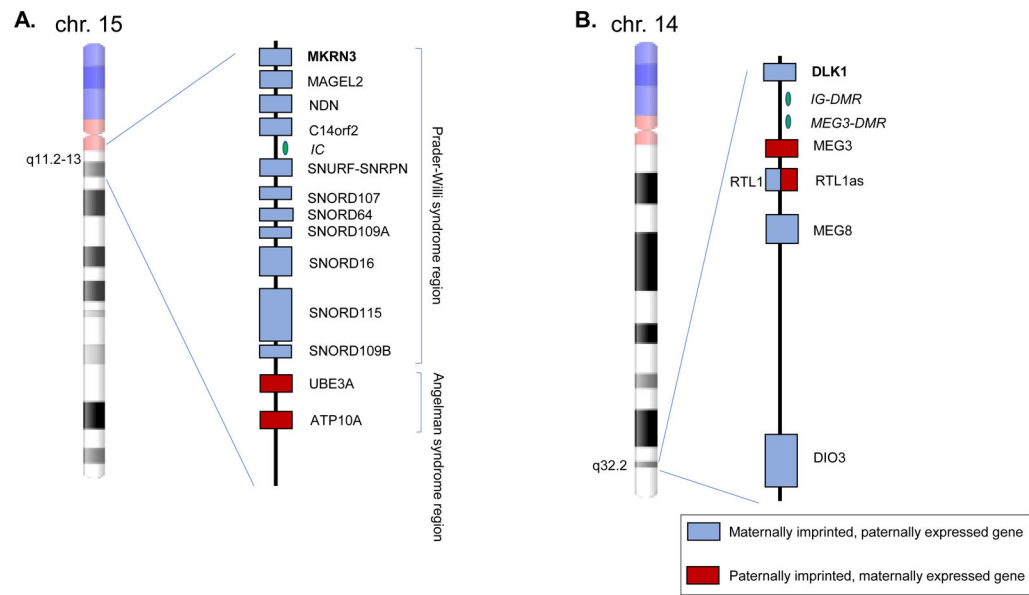 A.
chr. 15
q11.2-13
MKRN3
MAGEL2
NDN
C14orf2
IC
SNURF-SNRPN
SNORD107
SNORD64
SNORD109A
SNORD16
SNORD115
SNORD109B
UBE3A
ATP10A
Prader-Willi syndrome region
Angelman syndrome region
B.
chr. 14
q32.2
DLK1
IG-DMR
MEG3-DMR
MEG3
RTL1 RTL1as
MEG8
DIO3
Maternally imprinted, paternally expressed gene
Paternally imprinted, maternally expressed gene